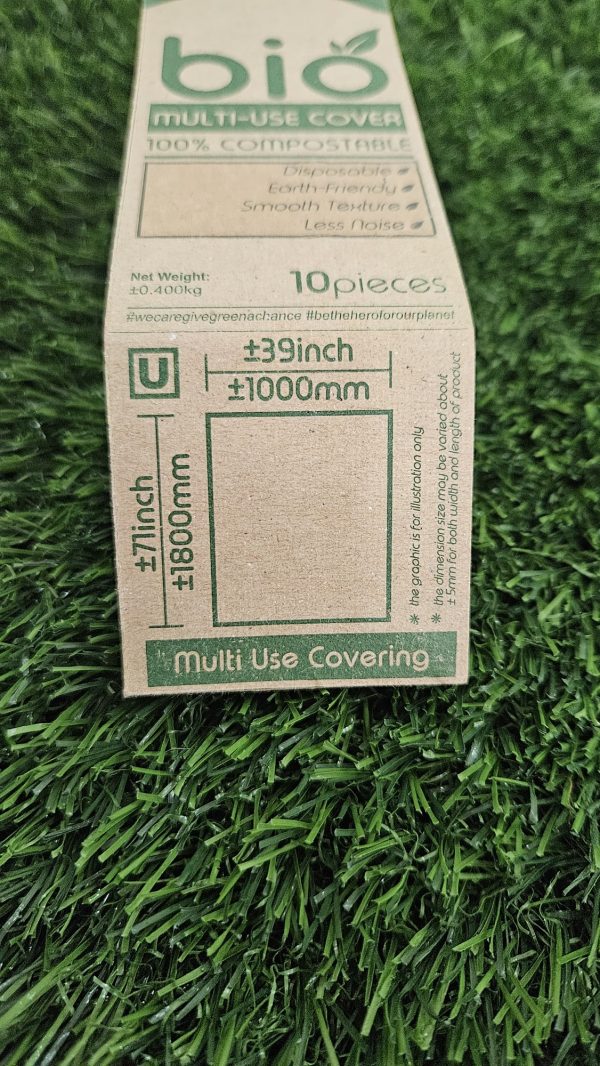 bio
MULTI-USE COVER
100% COMPOSTABLE
Disposable
Earth-Friendly
Smooth Texture
Less Noise
Net Weight:
±0.400kg
10pieces
#wecaregivegreenachance #betheheroforourplanet
U
±39inch
±1000mm
±71inch
±1800mm
* the graphic is for illustration only
* the dimension size may be varied about
± 5mm for both width and length of product
Multi Use Covering